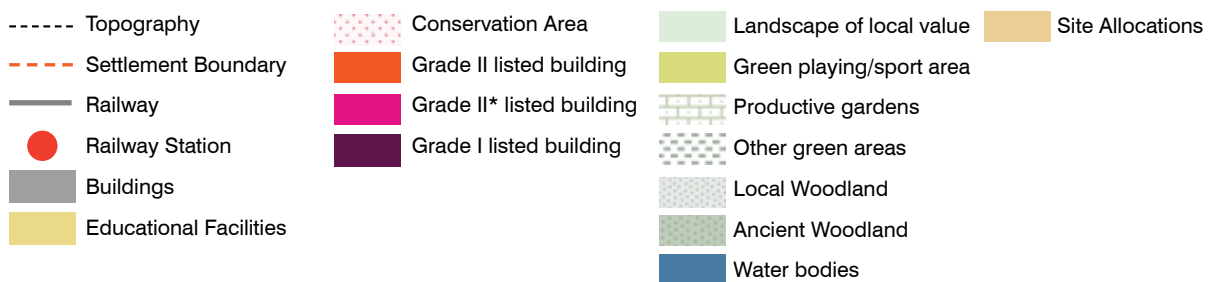 Topography
Settlement Boundary
Railway
Railway Station
Buildings
Educational Facilities
Conservation Area
Grade II listed building
Grade II* listed building
Grade I listed building
Landscape of local value
Green playing/sport area
Productive gardens
Other green areas
Local Woodland
Ancient Woodland
Water bodies
Site Allocations